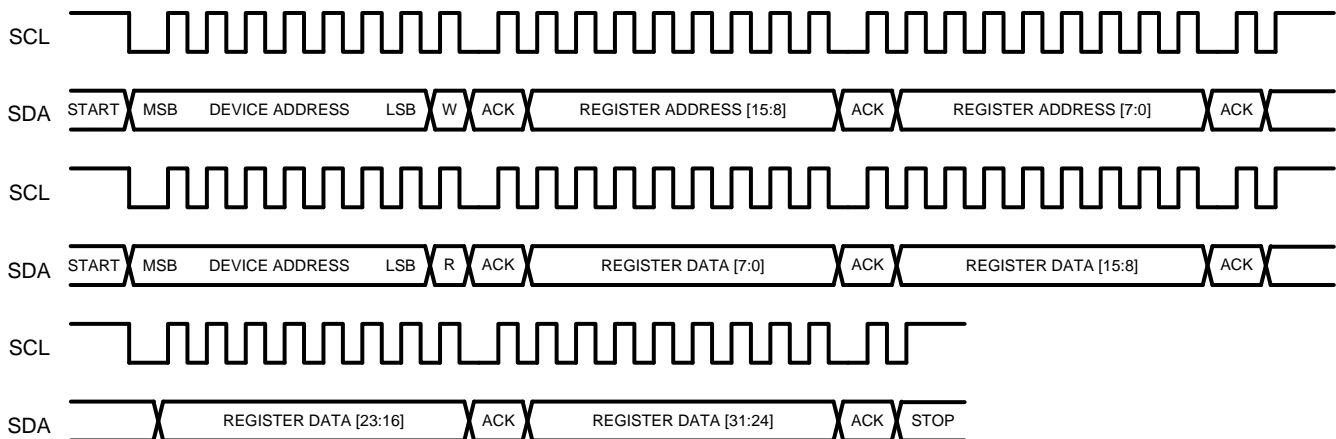 SCL
SDA START MSB DEVICE ADDRESS LSB W ACK REGISTER ADDRESS [15:8] ACK REGISTER ADDRESS [7:0] ACK
SCL
SDA START MSB DEVICE ADDRESS LSB R ACK REGISTER DATA [7:0] ACK REGISTER DATA [15:8] ACK
SCL
SDA REGISTER DATA [23:16] ACK REGISTER DATA [31:24] ACK STOP